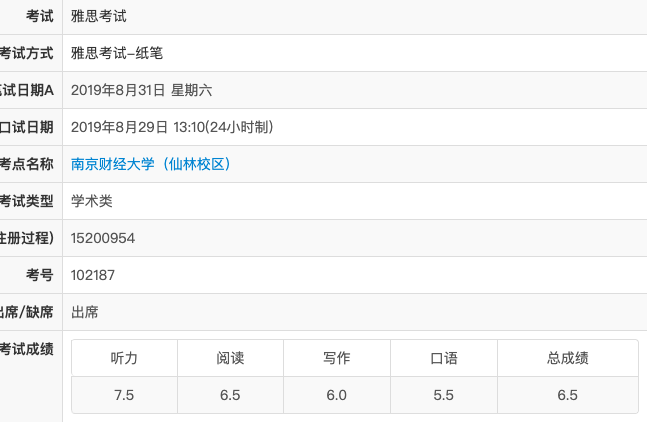 考试 雅思考试
考试方式 雅思考试-纸笔
试日期A 2019年8月31日 星期六
口试日期 2019年8月29日 13:10(24小时制)
考点名称 南京财经大学（仙林校区）
考试类型 学术类
注册过程) 15200954
考号 102187
出席/缺席 出席
考试成绩
听力 阅读 写作 口语 总成绩
7.5 6.5 6.0 5.5 6.5